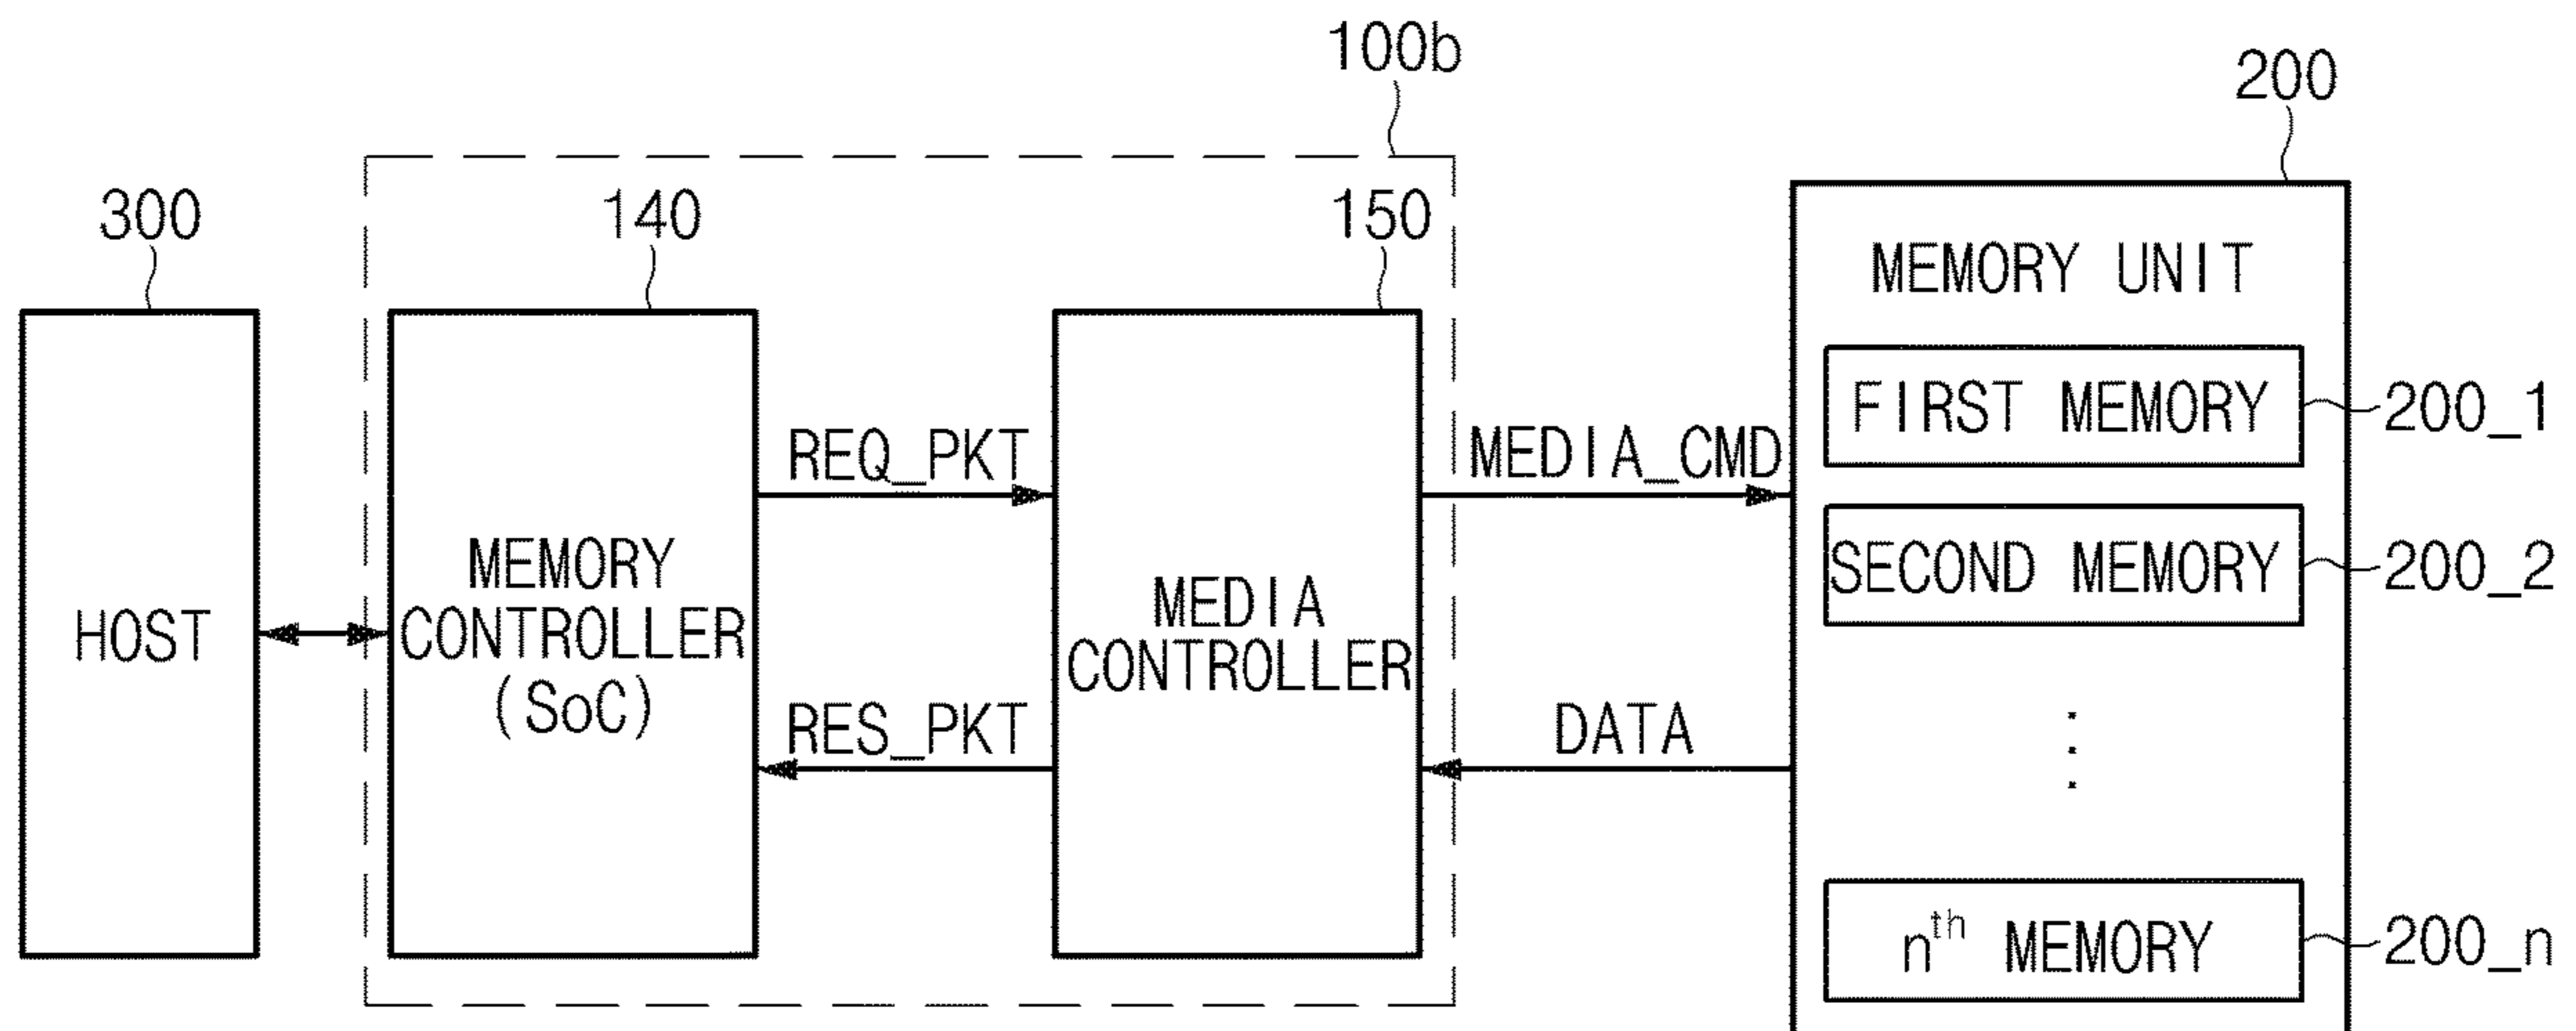 100b
200
300
140
150
MEMORY UNIT
FIRST MEMORY
200_1
REQ_PKT
MEDIA_CMD
SECOND MEMORY
200_2
HOST
MEMORY
CONTROLLER
(SoC)
MEDIA
CONTROLLER
RES_PKT
DATA
nth MEMORY
200_n